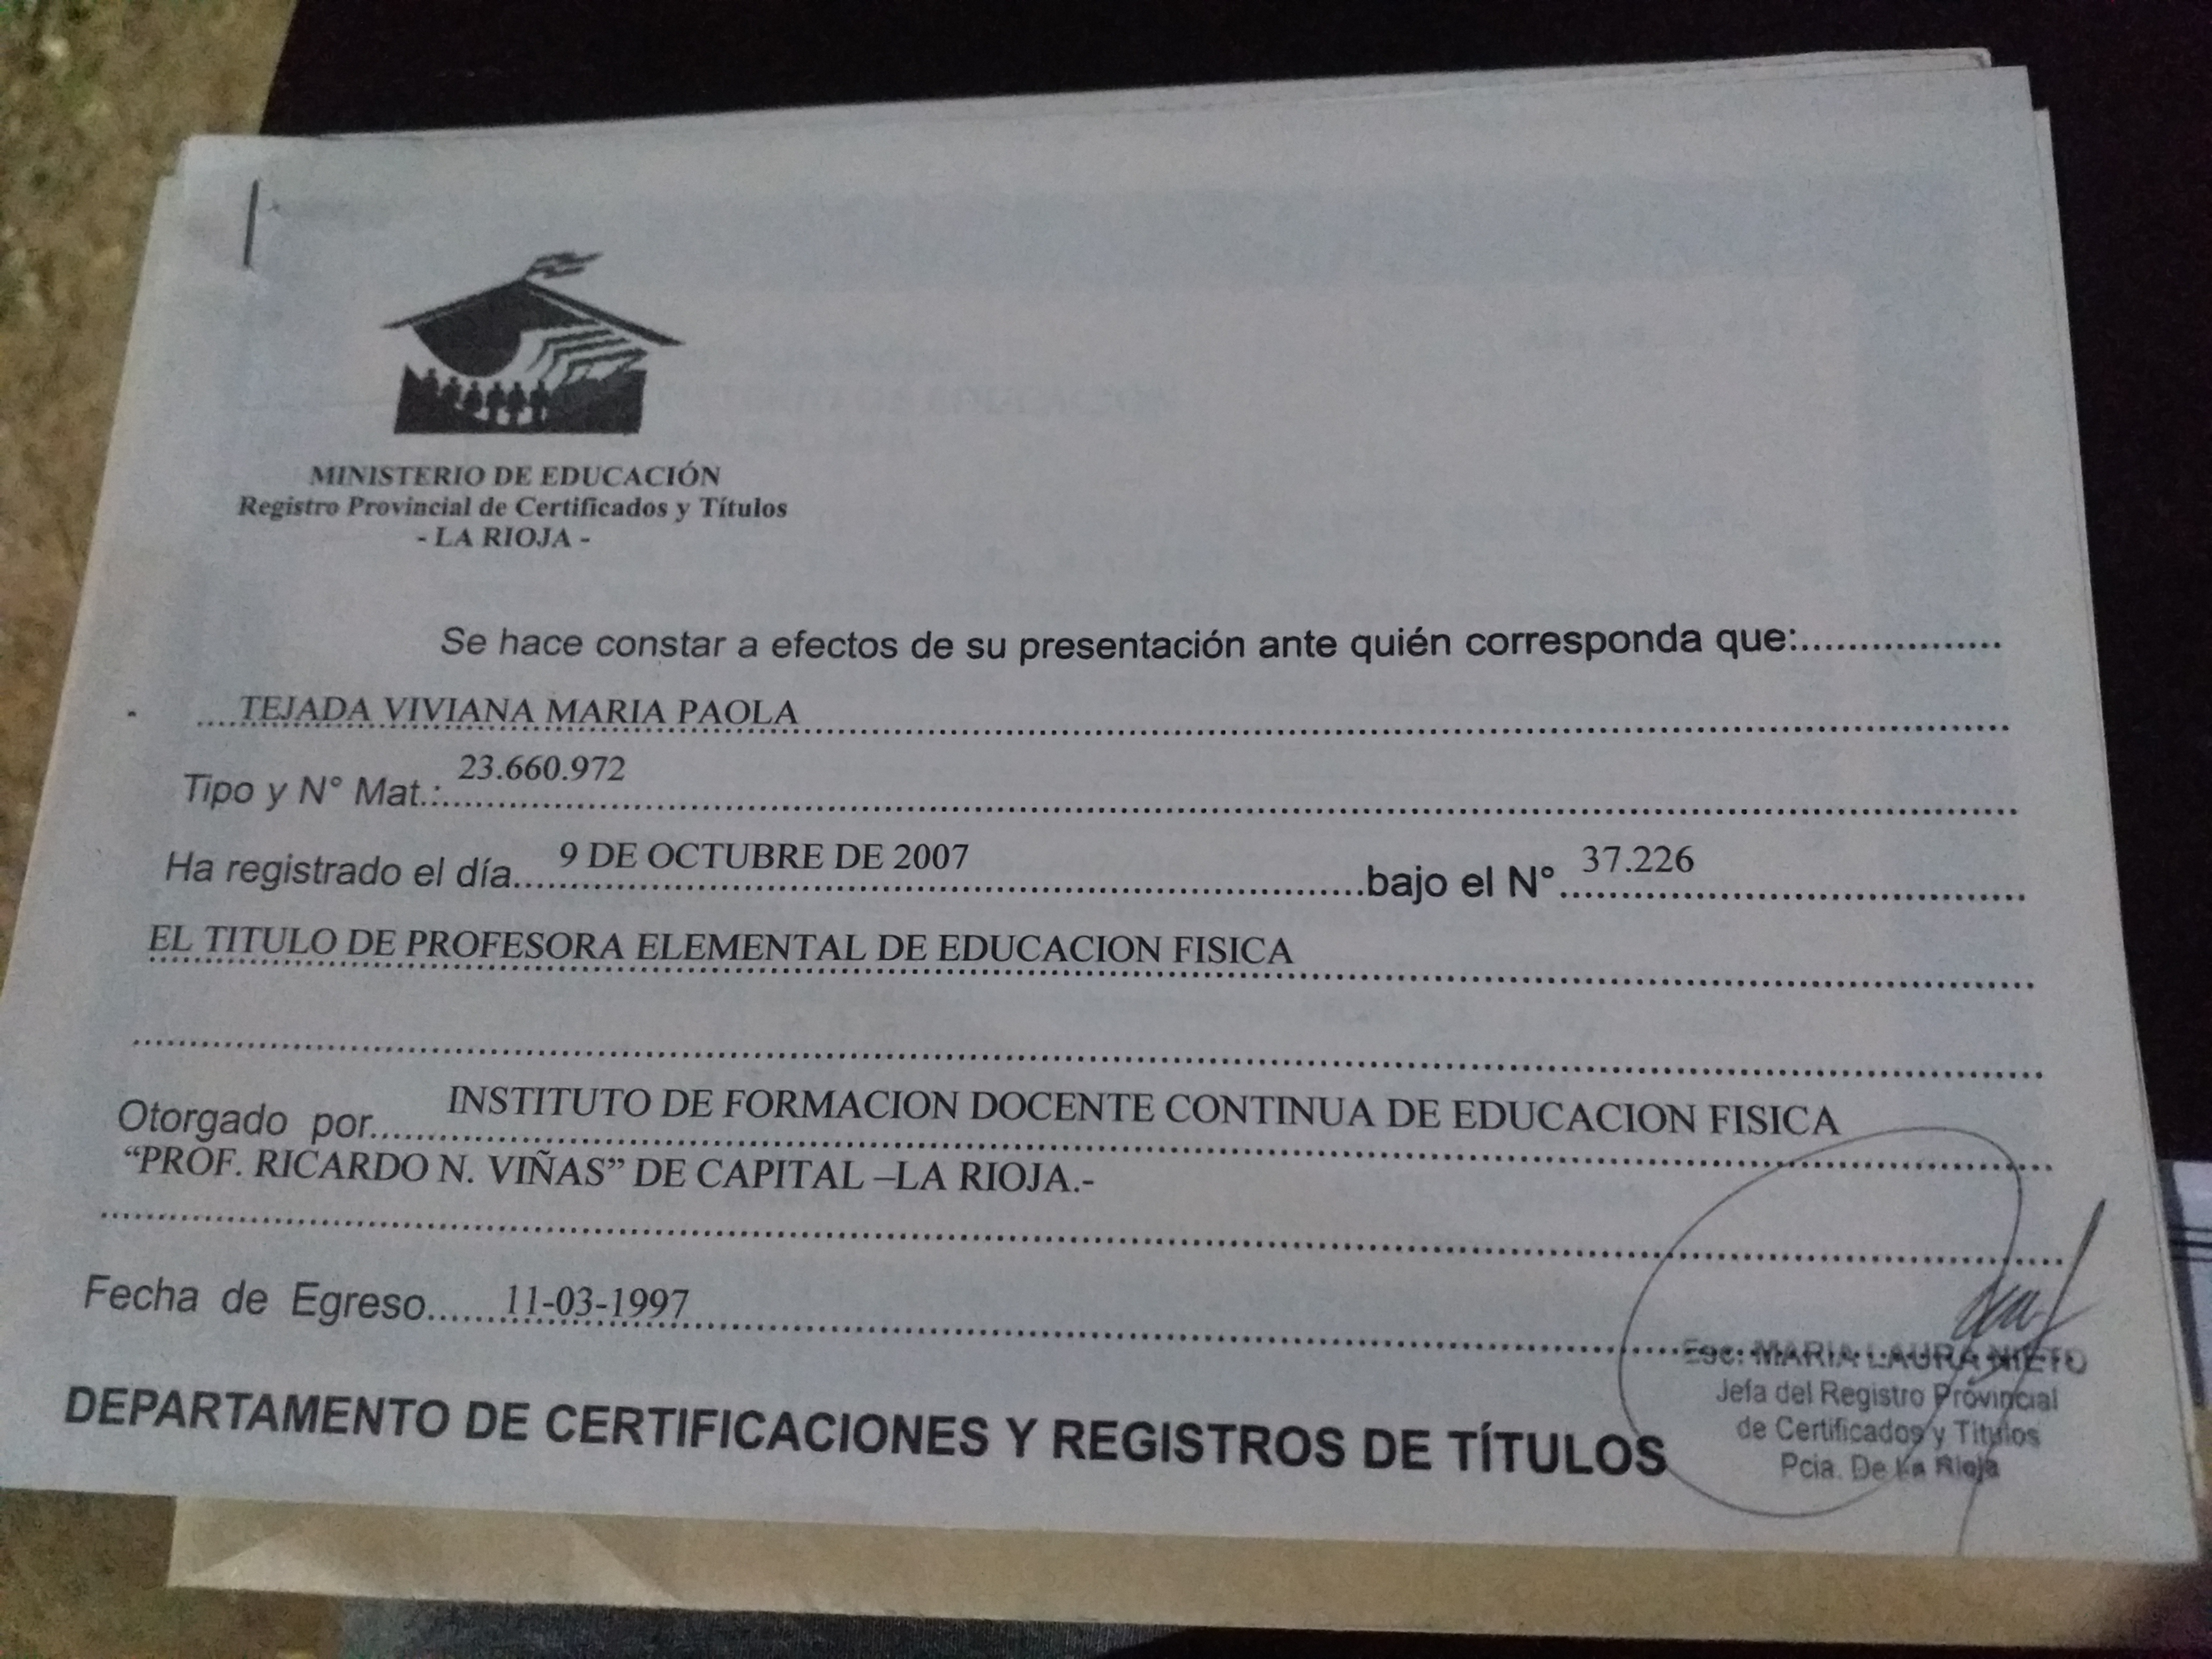 MINISTERIO DE EDUCACIÓN
Registro Provincial de Certificados y Títulos
- LA RIOJA -
Se hace constar a efectos de su presentación ante quién corresponda que:..................
....TEJADA VIVIANA MARIA PAOLA
Tipo y N° Mat.: 23.660.972
Ha registrado el día 9 DE OCTUBRE DE 2007 bajo el N° 37.226
EL TITULO DE PROFESORA ELEMENTAL DE EDUCACION FISICA
Otorgado por INSTITUTO DE FORMACION DOCENTE CONTINUA DE EDUCACION FISICA
“PROF. RICARDO N. VIÑAS” DE CAPITAL –LA RIOJA.-
Fecha de Egreso......11-03-1997
Esc. MARIA LAURA NIETO
Jefa del Registro Provincial
de Certificados y Titulos
Pcia. De La Rioja
DEPARTAMENTO DE CERTIFICACIONES Y REGISTROS DE TÍTULOS